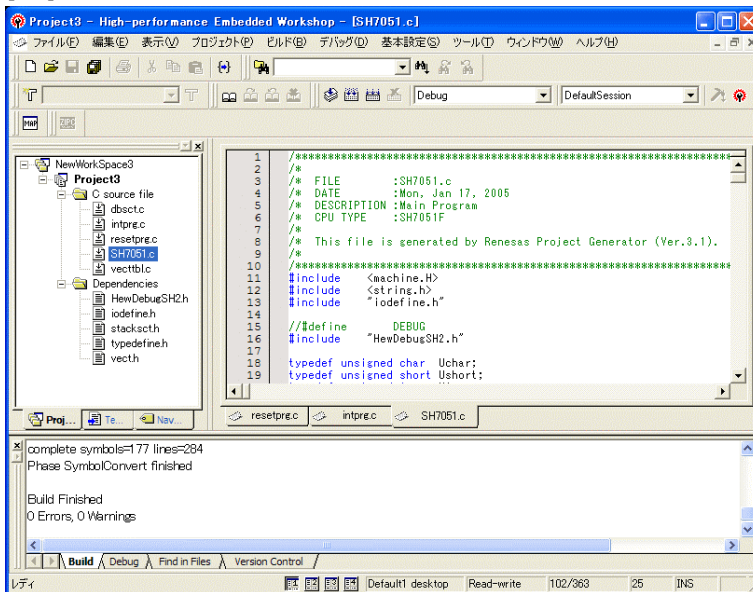 Project3 - High-performance Embedded Workshop - [SH7051.c]
ファイル(F) 編集(E) 表示(V) プロジェクト(P) ビルド(B) デバッグ(D) 基本設定(S) ツール(T) ウィンドウ(W) ヘルプ(H)
Debug DefaultSession
MAP
NewWorkSpace3
Project3
C source file
dbsct.c
intprg.c
resetprg.c
SH7051.c
vecttbl.c
Dependencies
HewDebugSH2.h
iodefine.h
stacksct.h
typedefine.h
vect.h
Proj... Te... Nav...
1 /***********************************************************************
2 /*
3 /* FILE :SH7051.c
4 /* DATE :Mon, Jan 17, 2005
5 /* DESCRIPTION :Main Program
6 /* CPU TYPE :SH7051F
7 /*
8 /* This file is generated by Renesas Project Generator (Ver.3.1).
9 /*
10 /***********************************************************************
11 #include <machine.H>
12 #include <string.h>
13 #include "iodefine.h"
14
15 //#define DEBUG
16 #include "HewDebugSH2.h"
17
18 typedef unsigned char Uchar;
19 typedef unsigned short Ushort;
resetprg.c intprg.c SH7051.c
complete symbols=177 lines=284
Phase SymbolConvert finished
Build Finished
0 Errors, 0 Warnings
Build Debug Find in Files Version Control
レディ 1 2 3 4 Default1 desktop Read-write 102/363 25 INS